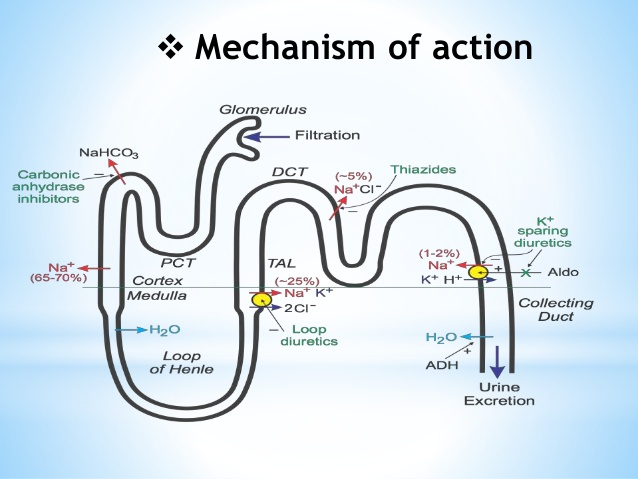 ❖ Mechanism of action
Glomerulus
Filtration
NaHCO₃
Carbonic
anhydrase
inhibitors
−
DCT
(~5%)
Na⁺Cl⁻
−
Thiazides
K⁺
sparing
diuretics
PCT
TAL
Na⁺
(65-70%)
Cortex
Medulla
(~25%)
Na⁺ K⁺
2Cl⁻
(1-2%)
Na⁺
K⁺ H⁺
−
+
X
Aldo
Collecting
Duct
H₂O
Loop
of Henle
−
Loop
diuretics
H₂O
ADH
+
Urine
Excretion